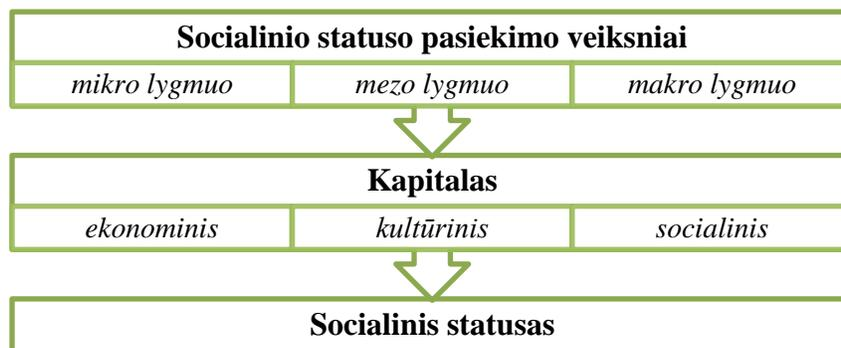 Socialinio statuso pasiekimo veiksniai
mikro lygmuo mezo lygmuo makro lygmuo
Kapitalas
ekonominis kultūrinis socialinis
Socialinis statusas